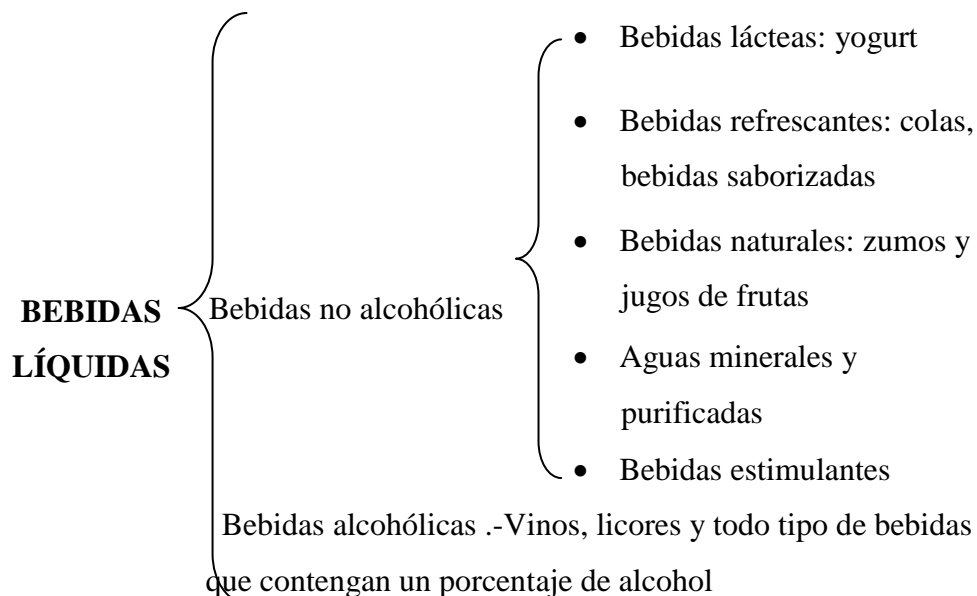 BEBIDAS
LÍQUIDAS
Bebidas no alcohólicas
• Bebidas lácteas: yogurt
• Bebidas refrescantes: colas,
bebidas saborizadas
• Bebidas naturales: zumos y
jugos de frutas
• Aguas minerales y
purificadas
• Bebidas estimulantes
Bebidas alcohólicas .-Vinos, licores y todo tipo de bebidas
que contengan un porcentaje de alcohol